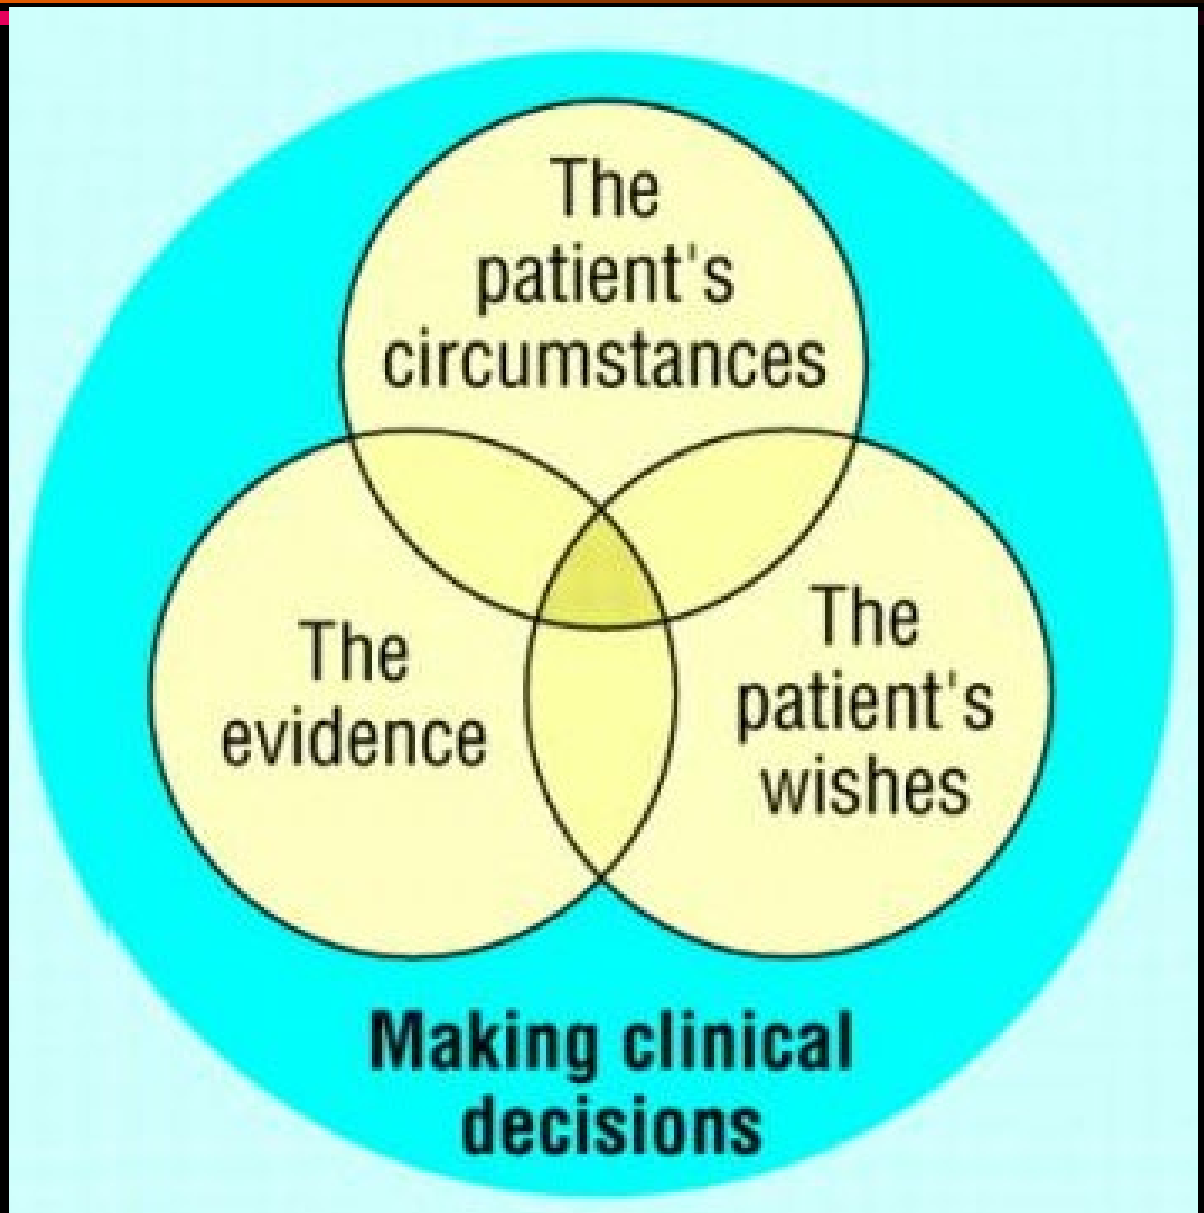 The
patient's
circumstances
The
evidence
The
patient's
wishes
Making clinical
decisions